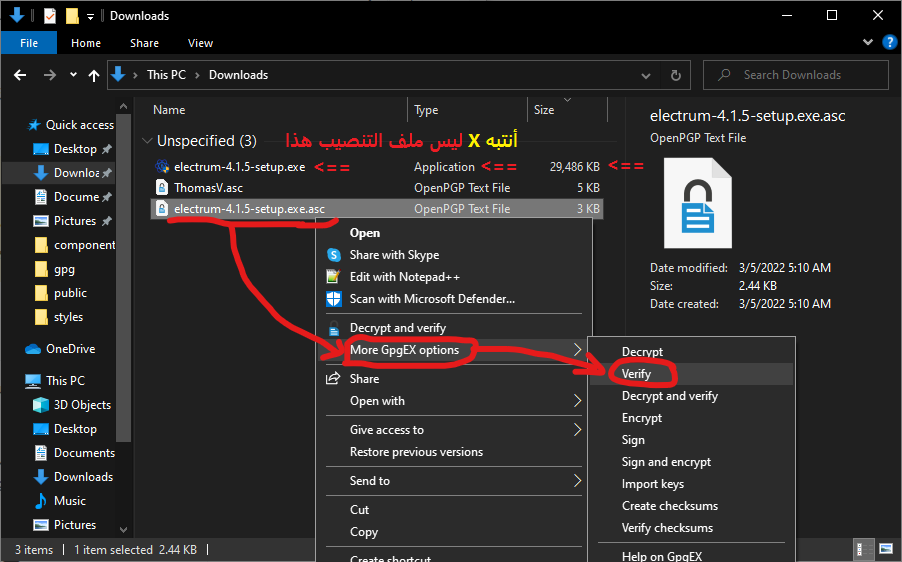 Downloads
File Home Share View
This PC > Downloads
Search Downloads
Name Type Size
Unspecified (3)
أنتبه X ليس ملف التنصيب هذا
electrum-4.1.5-setup.exe <== Application <== 29,486 KB <==
ThomasV.asc OpenPGP Text File 5 KB
electrum-4.1.5-setup.exe.asc OpenPGP Text File 3 KB
Quick access
Desktop
Downloa
Docume
Pictures
component
gpg
public
styles
OneDrive
This PC
3D Objects
Desktop
Documents
Downloads
Music
Pictures
Open
Share with Skype
Edit with Notepad++
Scan with Microsoft Defender...
Decrypt and verify
More GpgEX options
Share
Open with
Give access to
Restore previous versions
Send to
Cut
Copy
Create shortcut
Decrypt
Verify
Decrypt and verify
Encrypt
Sign
Sign and encrypt
Import keys
Create checksums
Verify checksums
Help on GpgEX
electrum-4.1.5-setup.exe.asc
OpenPGP Text File
Date modified: 3/5/2022 5:10 AM
Size: 2.44 KB
Date created: 3/5/2022 5:10 AM
3 items 1 item selected 2.44 KB